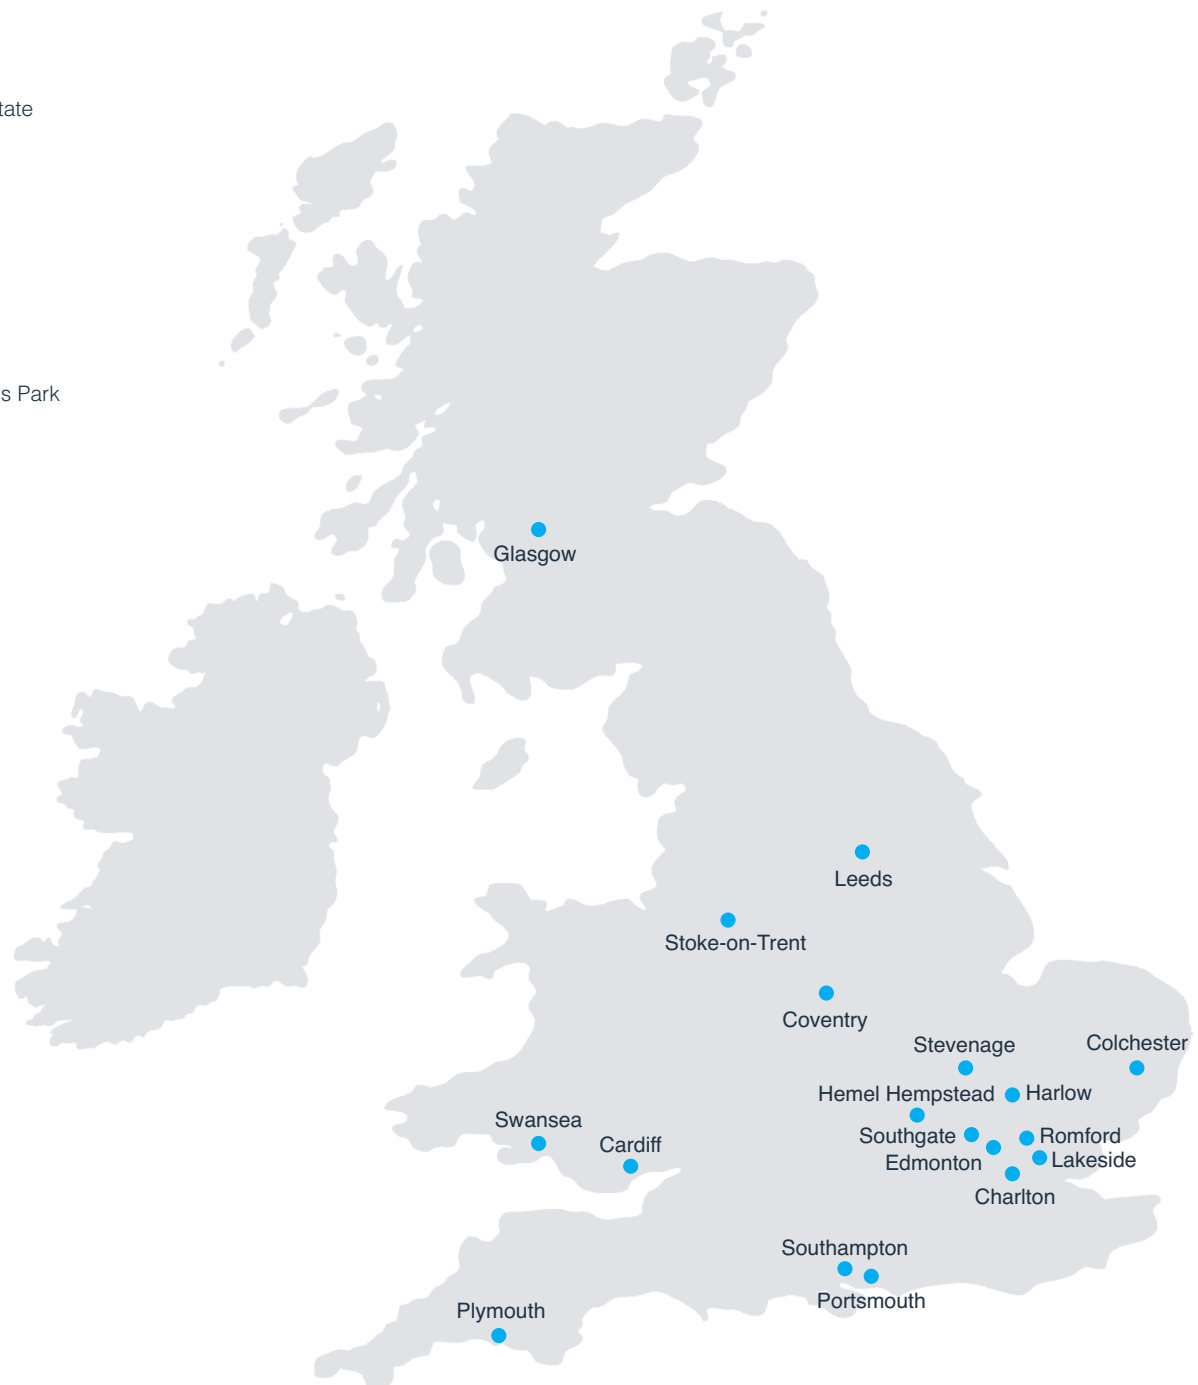 tate
s Park
Glasgow
Leeds
Stoke-on-Trent
Coventry
Stevenage
Colchester
Hemel Hempstead
Harlow
Swansea
Cardiff
Southgate
Romford
Edmonton
Lakeside
Charlton
Southampton
Portsmouth
Plymouth